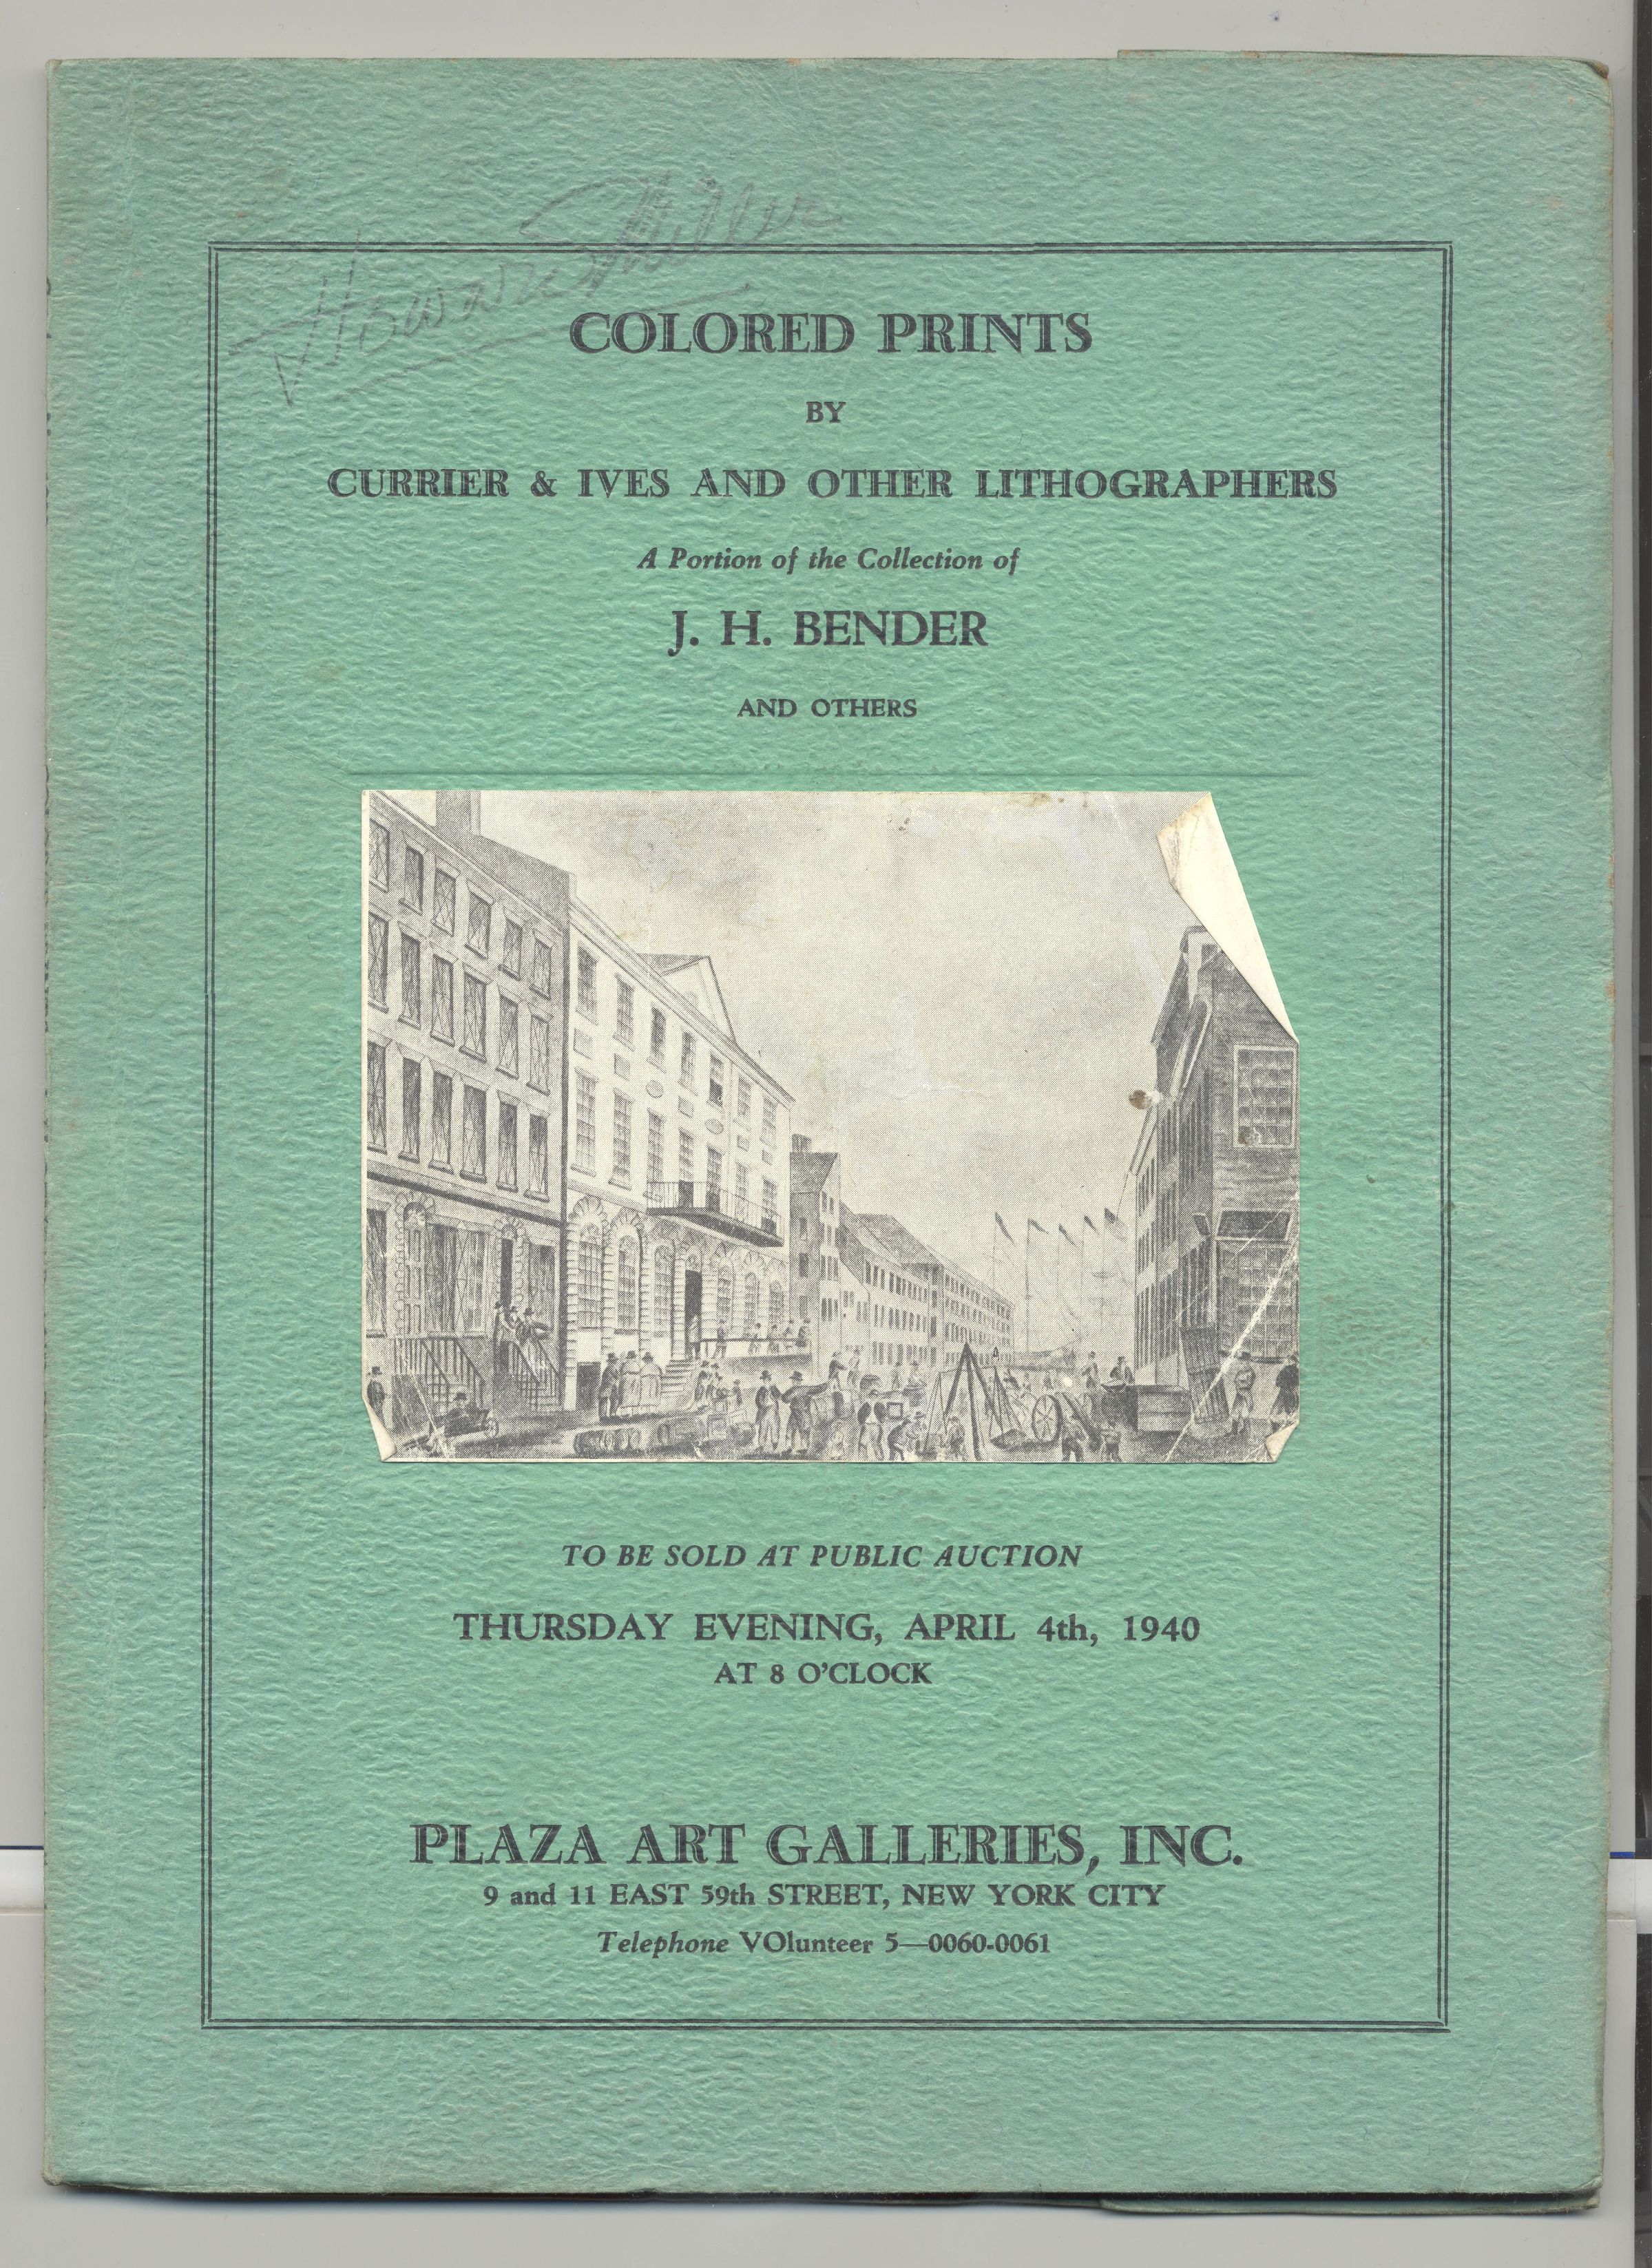 Howard Miller
COLORED PRINTS
BY
CURRIER & IVES AND OTHER LITHOGRAPHERS
A Portion of the Collection of
J. H. BENDER
AND OTHERS
TO BE SOLD AT PUBLIC AUCTION
THURSDAY EVENING, APRIL 4th, 1940
AT 8 O'CLOCK
PLAZA ART GALLERIES, INC.
9 and 11 EAST 59th STREET, NEW YORK CITY
Telephone VOlunteer 5—0060-0061